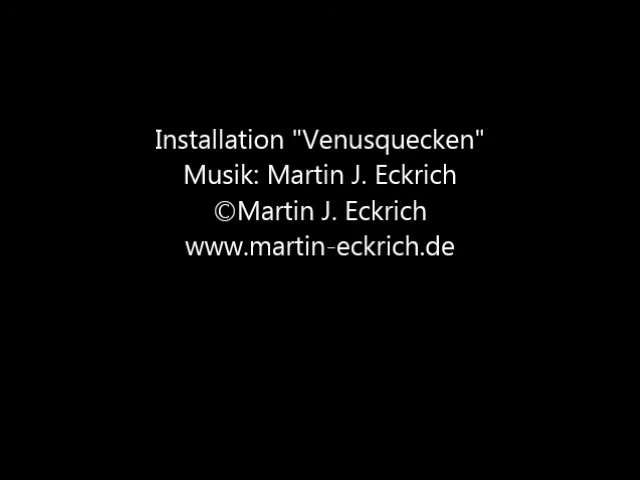 Installation "Venusquecken"
Musik: Martin J. Eckrich
©Martin J. Eckrich
www.martin-eckrich.de